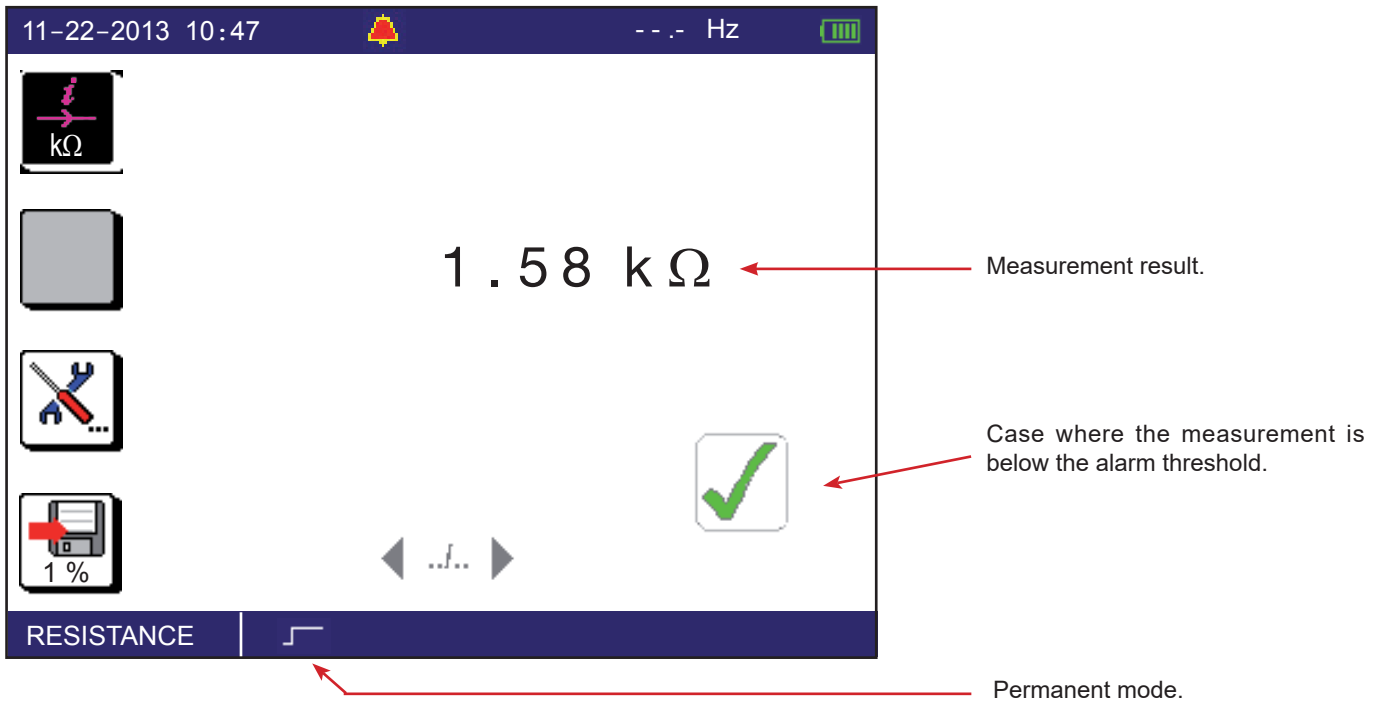 11-22-2013 10:47 - - .- Hz
i
kΩ
1.58 kΩ
Measurement result.
...
Case where the measurement is
below the alarm threshold.
1 %
../..
RESISTANCE
Permanent mode.